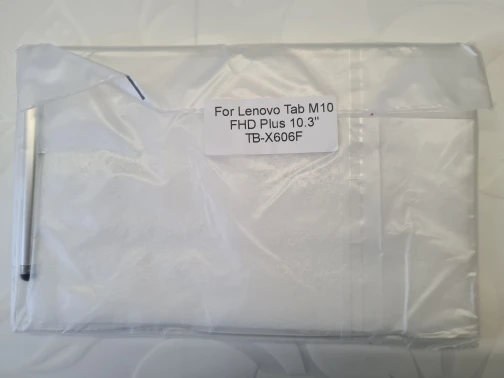 For Lenovo Tab M10
FHD Plus 10.3"
TB-X606F